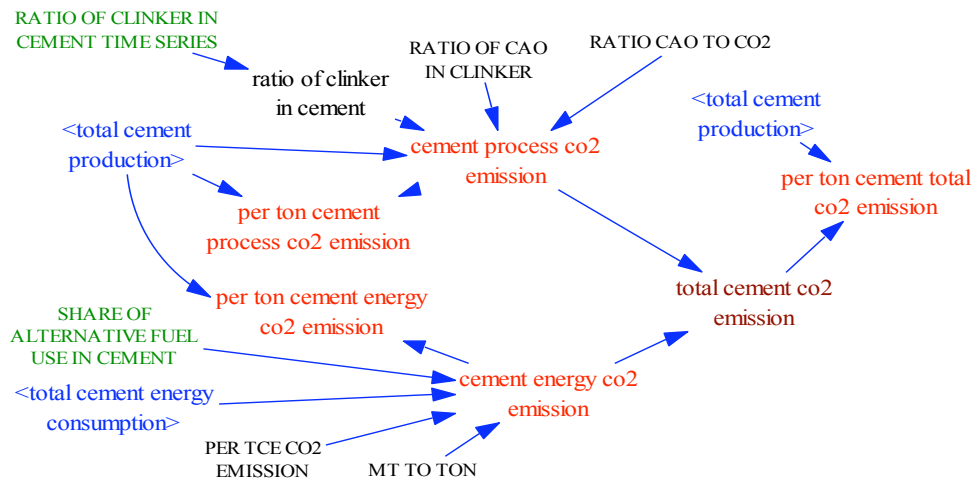 RATIO OF CLINKER IN
CEMENT TIME SERIES
ratio of clinker
in cement
RATIO OF CAO
IN CLINKER
RATIO CAO TO CO2
<total cement
production>
cement process co2
emission
<total cement
production>
per ton cement total
co2 emission
per ton cement
process co2 emission
per ton cement energy
co2 emission
total cement co2
emission
SHARE OF
ALTERNATIVE FUEL
USE IN CEMENT
<total cement energy
consumption>
cement energy co2
emission
PER TCE CO2
EMISSION
MT TO TON